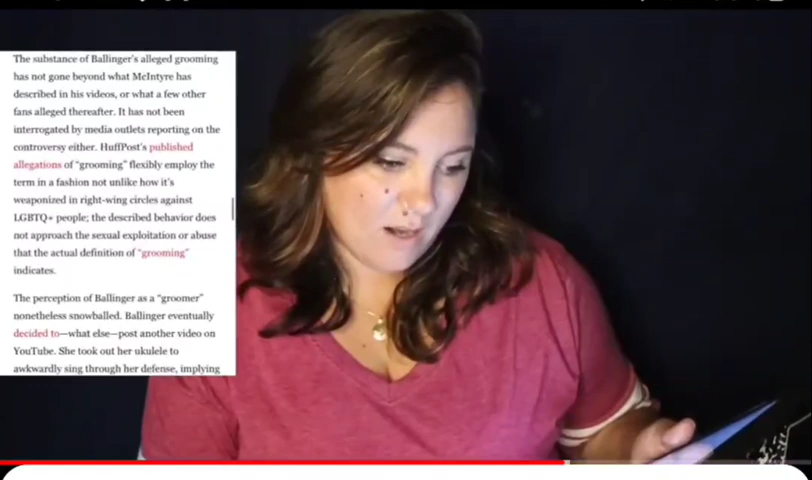 The substance of Ballinger's alleged grooming
has not gone beyond what McIntyre has
described in his videos, or what a few other
fans alleged thereafter. It has not been
interrogated by media outlets reporting on the
controversy either. HuffPost's published
allegations of "grooming" flexibly employ the
term in a fashion not unlike how it's
weaponized in right-wing circles against
LGBTQ+ people; the described behavior does
not approach the sexual exploitation or abuse
that the actual definition of "grooming"
indicates.
The perception of Ballinger as a "groomer"
nonetheless snowballed. Ballinger eventually
decided to—what else—post another video on
YouTube. She took out her ukulele to
awkwardly sing through her defense, implying